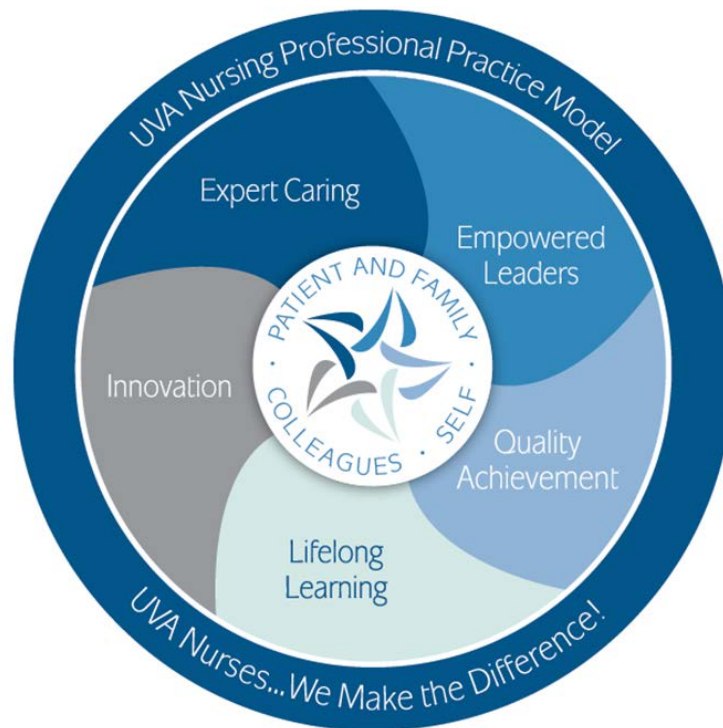 UVA Nursing Professional Practice Model
Expert Caring
Empowered
Leaders
· PATIENT AND FAMILY ·
SELF ·
COLLEAGUES
Innovation
Quality
Achievement
Lifelong
Learning
UVA Nurses...We Make the Difference!